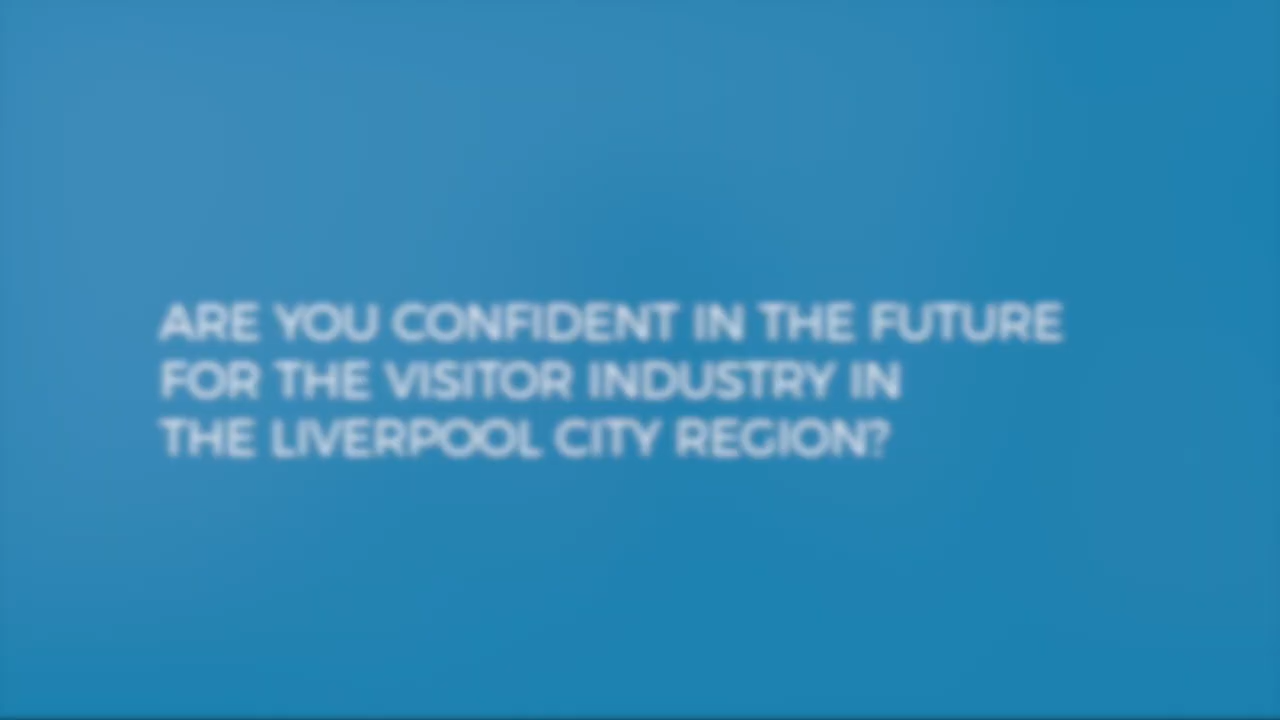 ARE YOU CONFIDENT IN THE FUTURE
FOR THE VISITOR INDUSTRY IN
THE LIVERPOOL CITY REGION?